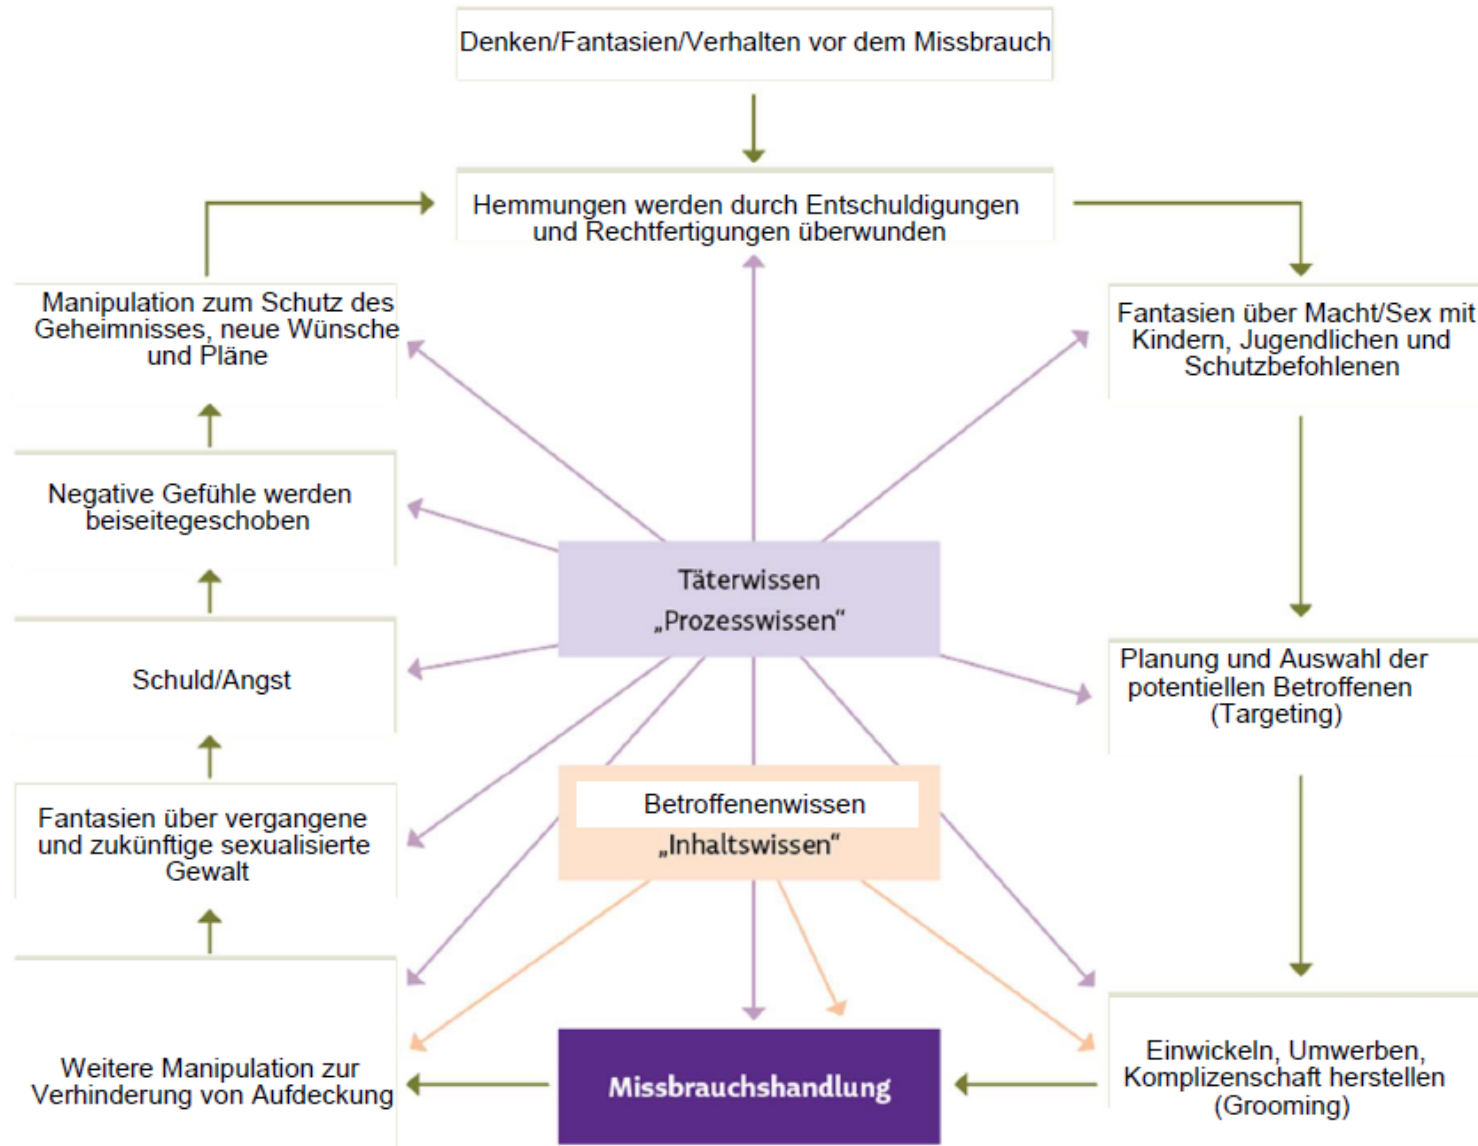 Denken/Fantasien/Verhalten vor dem Missbrauch
Hemmungen werden durch Entschuldigungen
und Rechtfertigungen überwunden
Manipulation zum Schutz des
Geheimnisses, neue Wünsche
und Pläne
Fantasien über Macht/Sex mit
Kindern, Jugendlichen und
Schutzbefohlenen
Negative Gefühle werden
beiseitegeschoben
Täterwissen
„Prozesswissen“
Schuld/Angst
Planung und Auswahl der
potentiellen Betroffenen
(Targeting)
Fantasien über vergangene
und zukünftige sexualisierte
Gewalt
Betroffenenwissen
„Inhaltswissen“
Weitere Manipulation zur
Verhinderung von Aufdeckung
Missbrauchshandlung
Einwickeln, Umwerben,
Komplizenschaft herstellen
(Grooming)